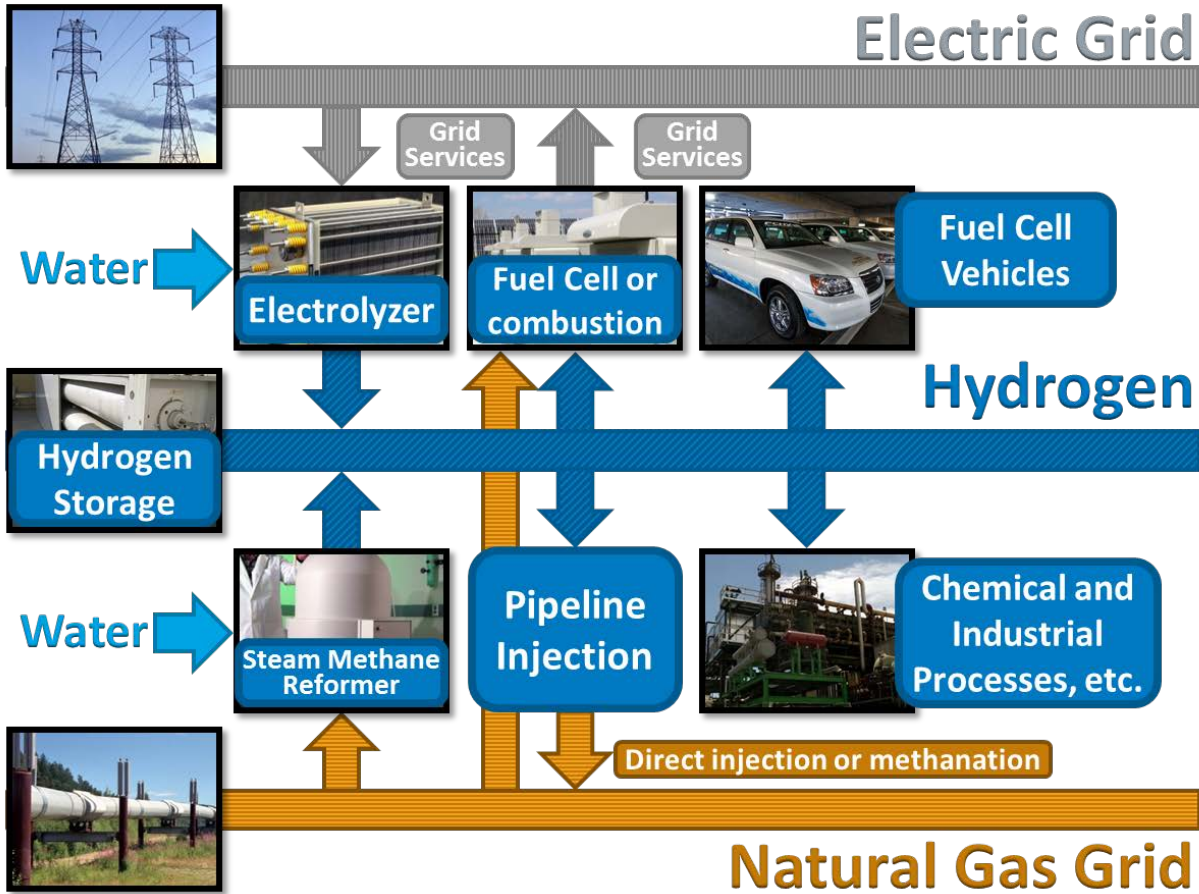 Electric Grid
Grid
Services
Grid
Services
Water
Electrolyzer
Fuel Cell or
combustion
Fuel Cell
Vehicles
Hydrogen
Hydrogen
Storage
Water
Steam Methane
Reformer
Pipeline
Injection
Chemical and
Industrial
Processes, etc.
Direct injection or methanation
Natural Gas Grid